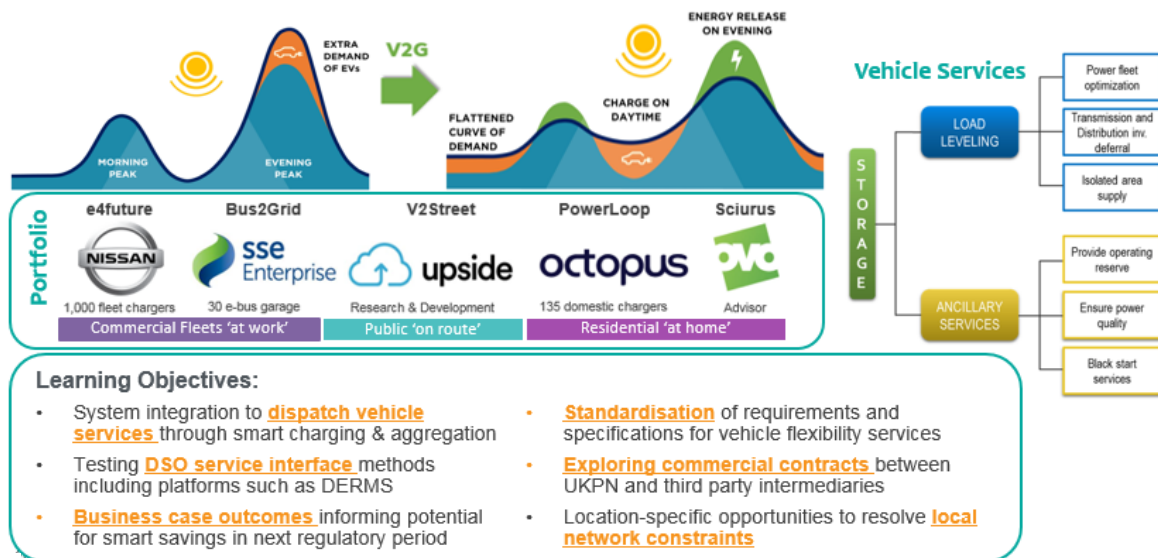 EXTRA
DEMAND
OF EVs
MORNING
PEAK
EVENING
PEAK
V2G
ENERGY RELEASE
ON EVENING
FLATTENED
CURVE OF
DEMAND
CHARGE ON
DAYTIME
Vehicle Services
STORAGE
LOAD
LEVELING
Power fleet
optimization
Transmission and
Distribution inv.
deferral
Isolated area
supply
ANCILLARY
SERVICES
Provide operating
reserve
Ensure power
quality
Black start
services
Portfolio
e4future
NISSAN
1,000 fleet chargers
Bus2Grid
sse
Enterprise
30 e-bus garage
Commercial Fleets 'at work'
V2Street
upside
Research & Development
Public 'on route'
PowerLoop
octopus
135 domestic chargers
Sciurus
ovo
Advisor
Residential 'at home'
Learning Objectives:
• System integration to dispatch vehicle
services through smart charging & aggregation
• Testing DSO service interface methods
including platforms such as DERMS
• Business case outcomes informing potential
for smart savings in next regulatory period
• Standardisation of requirements and
specifications for vehicle flexibility services
• Exploring commercial contracts between
UKPN and third party intermediaries
• Location-specific opportunities to resolve local
network constraints